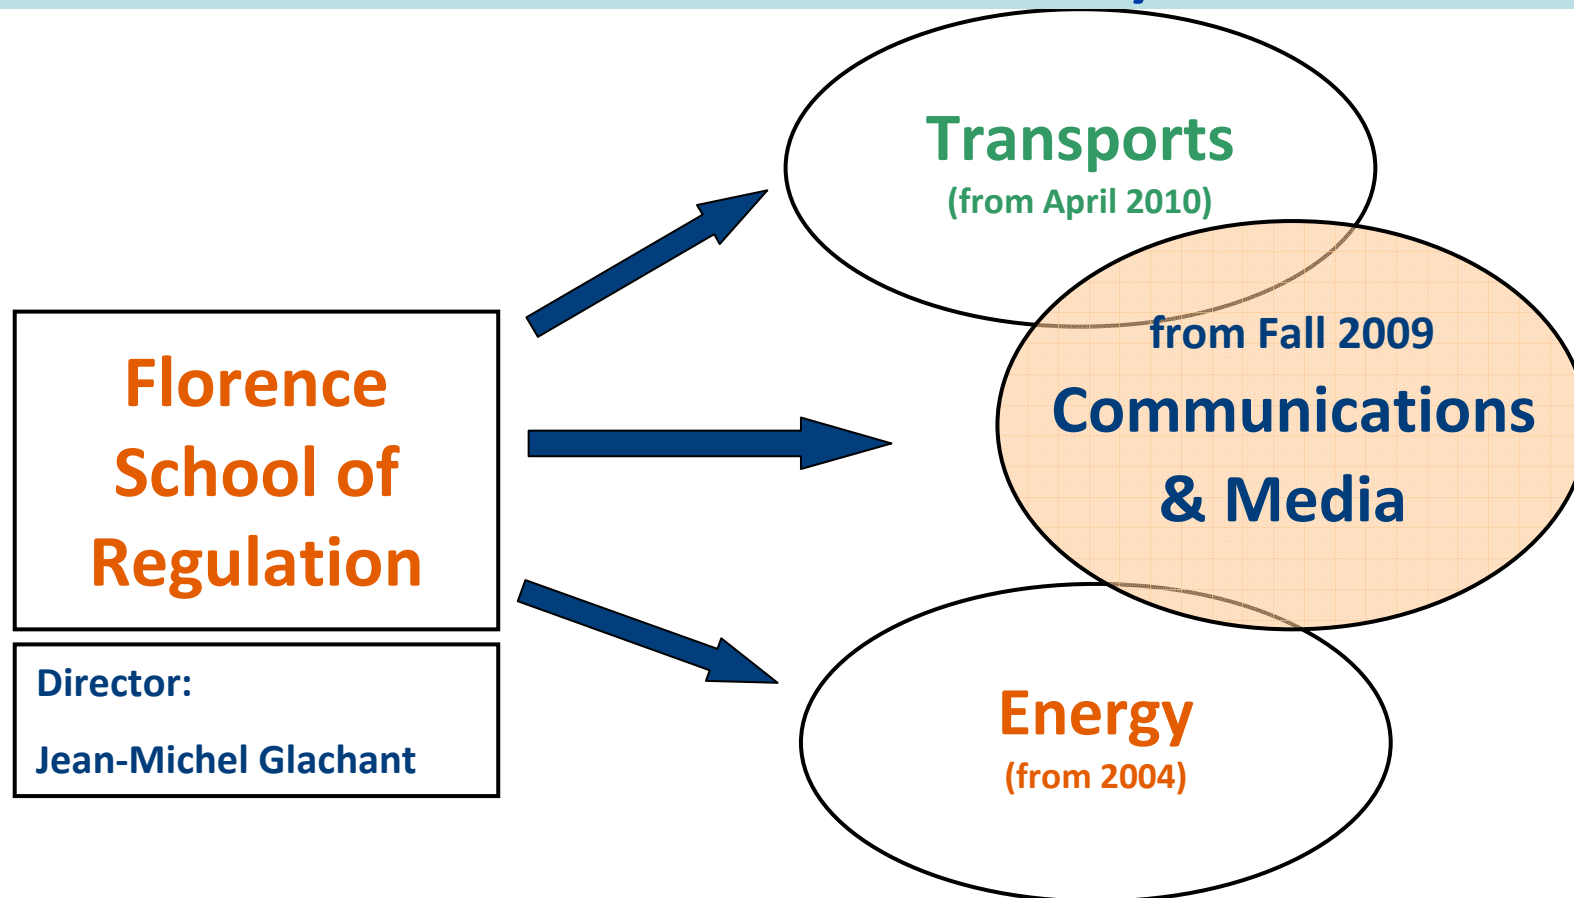 Florence
School of
Regulation
Director:
Jean-Michel Glachant
Transports
(from April 2010)
from Fall 2009
Communications
& Media
Energy
(from 2004)